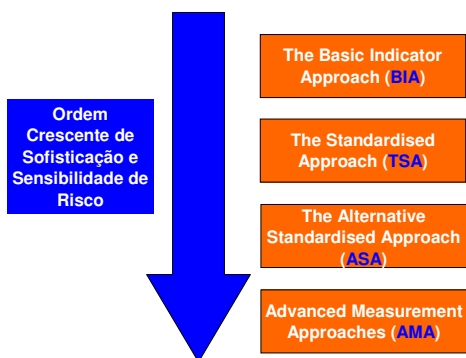 Ordem
Crescente de
Sofisticação e
Sensibilidade de
Risco
The Basic Indicator
Approach (BIA)
The Standardised
Approach (TSA)
The Alternative
Standardised Approach
(ASA)
Advanced Measurement
Approaches (AMA)